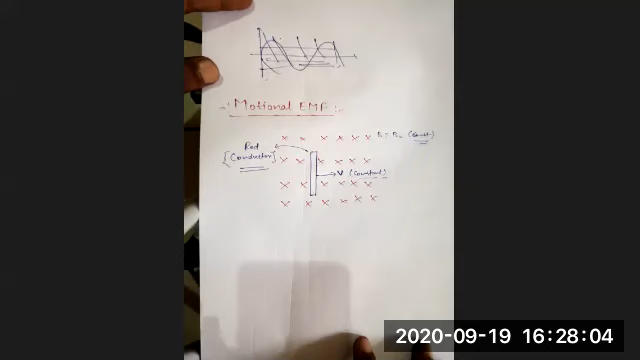 Motional EMF :-
B = B₀ (Const)
Rod
[Conductor]
V (Constant)
2020-09-19 16:28:04